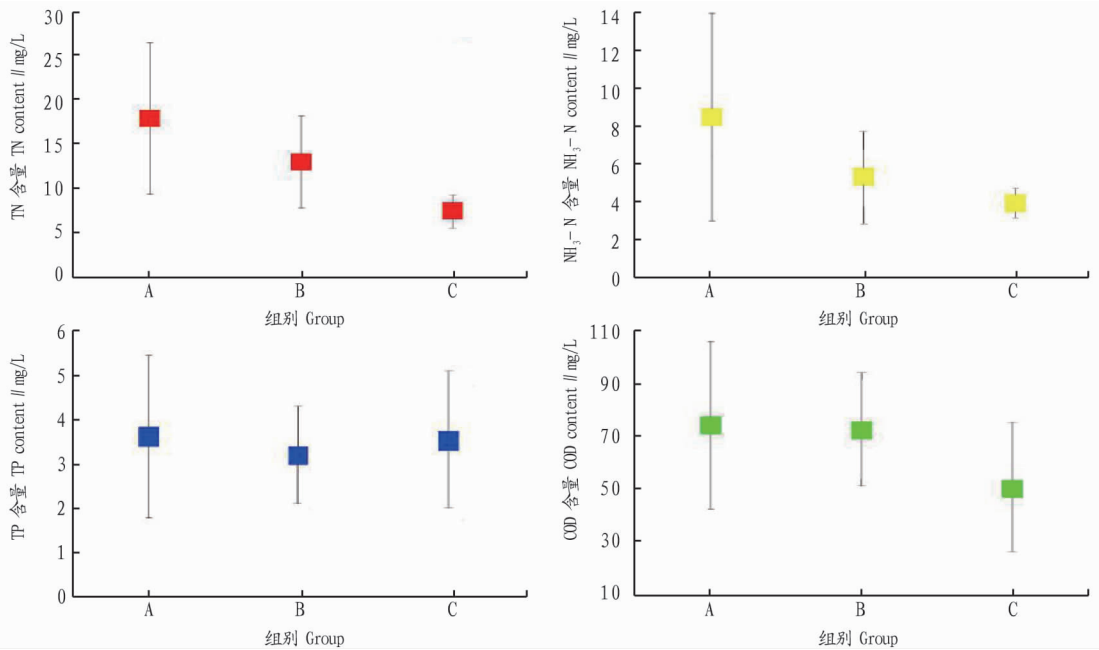 TN 含量 TN content∥mg/L
30
25
20
15
10
5
0
A B C
组别 Group
NH₃-N 含量 NH₃-N content∥mg/L
14
12
10
8
6
4
2
0
A B C
组别 Group
TP 含量 TP content∥mg/L
6
5
4
3
2
1
0
A B C
组别 Group
COD 含量 COD content∥mg/L
110
90
70
50
30
10
A B C
组别 Group